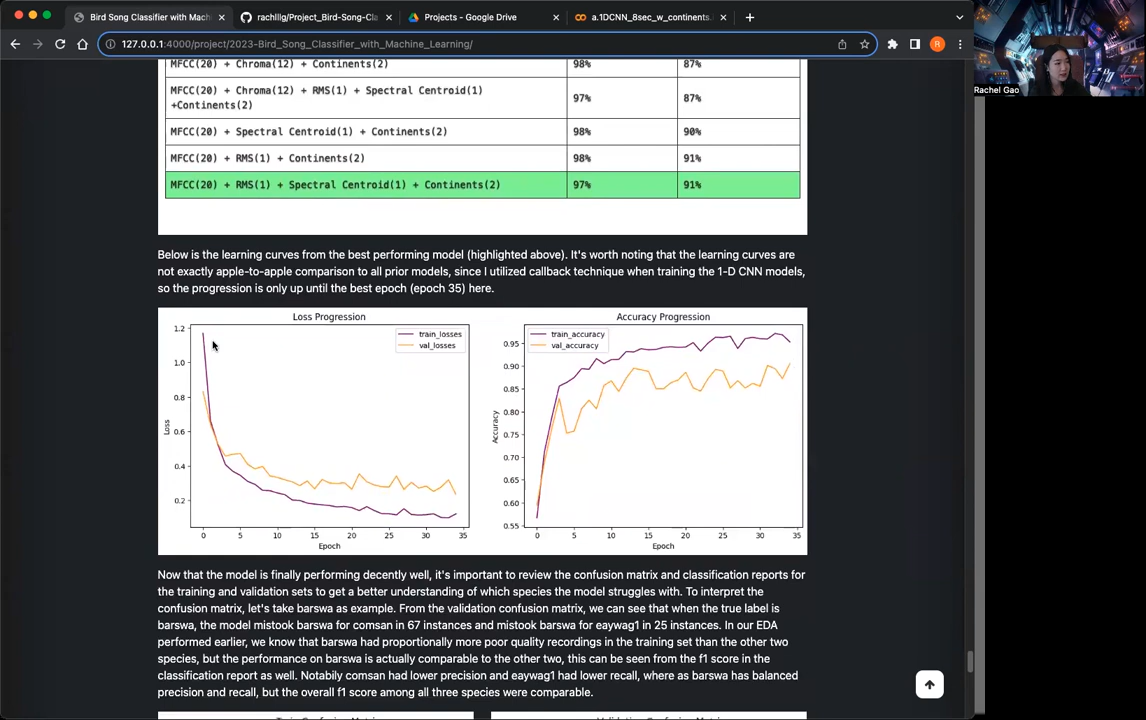 Bird Song Classifier with Mach
rachllg/Project_Bird-Song-Cla
Projects - Google Drive
a.1DCNN_8sec_w_continents.
127.0.0.1:4000/project/2023-Bird_Song_Classifier_with_Machine_Learning/
R
Rachel Gao
MFCC(20) + Chroma(12) + Continents(2) 98% 87%
MFCC(20) + Chroma(12) + RMS(1) + Spectral Centroid(1)
+Continents(2) 97% 87%
MFCC(20) + Spectral Centroid(1) + Continents(2) 98% 90%
MFCC(20) + RMS(1) + Continents(2) 98% 91%
MFCC(20) + RMS(1) + Spectral Centroid(1) + Continents(2) 97% 91%
Below is the learning curves from the best performing model (highlighted above). It's worth noting that the learning curves are
not exactly apple-to-apple comparison to all prior models, since I utilized callback technique when training the 1-D CNN models,
so the progression is only up until the best epoch (epoch 35) here.
Loss Progression
train_losses
val_losses
1.2
1.0
0.8
0.6
0.4
0.2
Loss
0 5 10 15 20 25 30 35
Epoch
Accuracy Progression
train_accuracy
val_accuracy
0.95
0.90
0.85
0.80
0.75
0.70
0.65
0.60
0.55
Accuracy
0 5 10 15 20 25 30 35
Epoch
Now that the model is finally performing decently well, it's important to review the confusion matrix and classification reports for
the training and validation sets to get a better understanding of which species the model struggles with. To interpret the
confusion matrix, let's take barswa as example. From the validation confusion matrix, we can see that when the true label is
barswa, the model mistook barswa for comsan in 67 instances and mistook barswa for eaywag1 in 25 instances. In our EDA
performed earlier, we know that barswa had proportionally more poor quality recordings in the training set than the other two
species, but the performance on barswa is actually comparable to the other two, this can be seen from the f1 score in the
classification report as well. Notabily comsan had lower precision and eaywag1 had lower recall, where as barswa has balanced
precision and recall, but the overall f1 score among all three species were comparable.